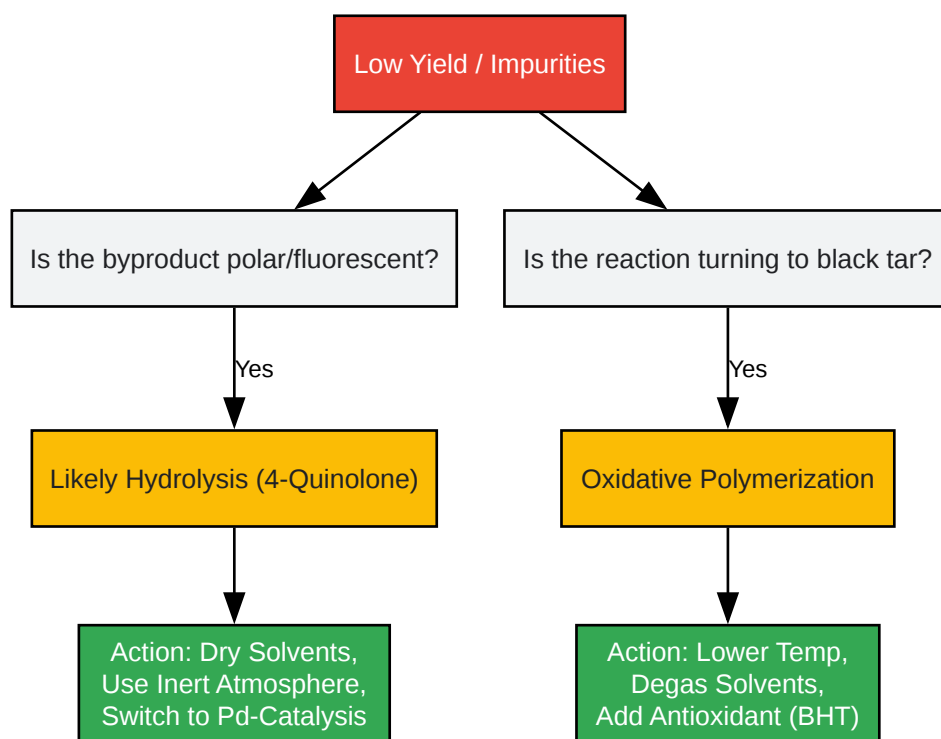 Low Yield / Impurities
Is the byproduct polar/fluorescent?
Is the reaction turning to black tar?
Yes
Yes
Likely Hydrolysis (4-Quinolone)
Oxidative Polymerization
Action: Dry Solvents,
Use Inert Atmosphere,
Switch to Pd-Catalysis
Action: Lower Temp,
Degas Solvents,
Add Antioxidant (BHT)